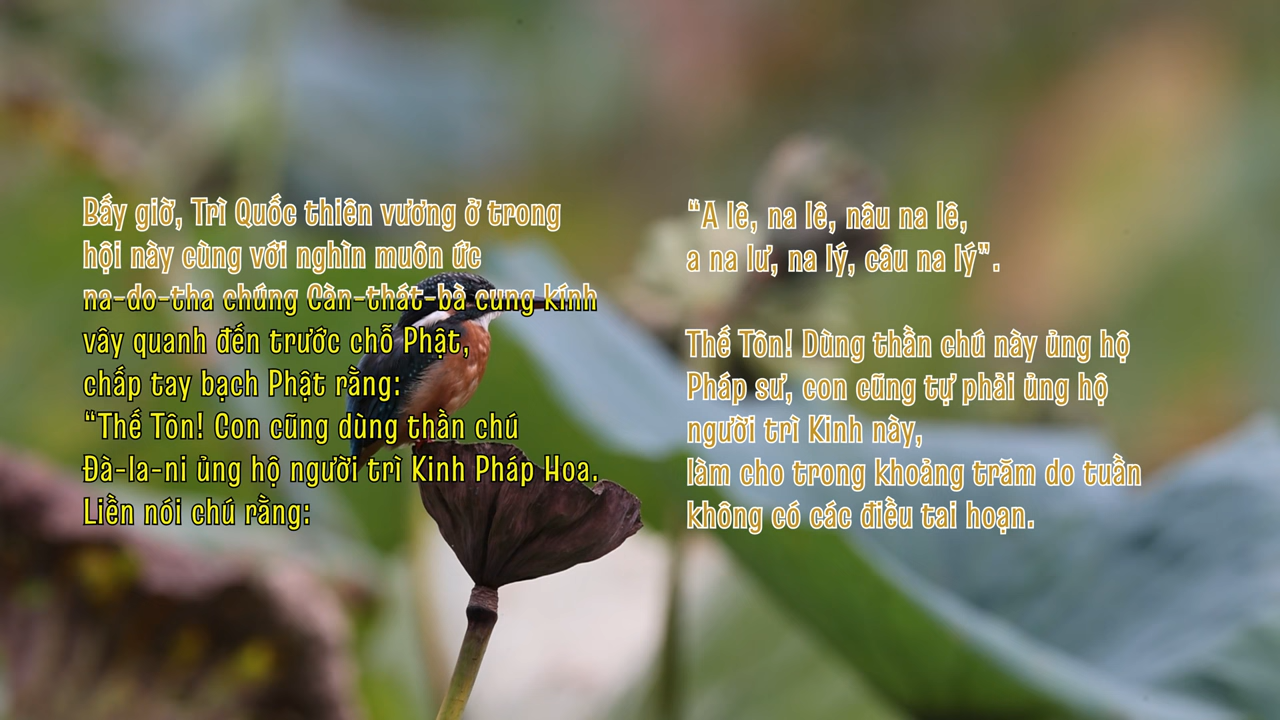 Bấy giờ, Trì Quốc thiên vương ở trong
hội này cùng với nghìn muôn ức
na-do-tha chúng Càn-thát-bà cung kính
vây quanh đến trước chỗ Phật,
chấp tay bạch Phật rằng:
“Thế Tôn! Con cũng dùng thần chú
Đà-la-ni ủng hộ người trì Kinh Pháp Hoa.
Liền nói chú rằng:
“A lê, na lê, nâu na lê,
a na lư, na lý, câu na lý”.
Thế Tôn! Dùng thần chú này ủng hộ
Pháp sư, con cũng tự phải ủng hộ
người trì Kinh này,
làm cho trong khoảng trăm do tuần
không có các điều tai hoạn.